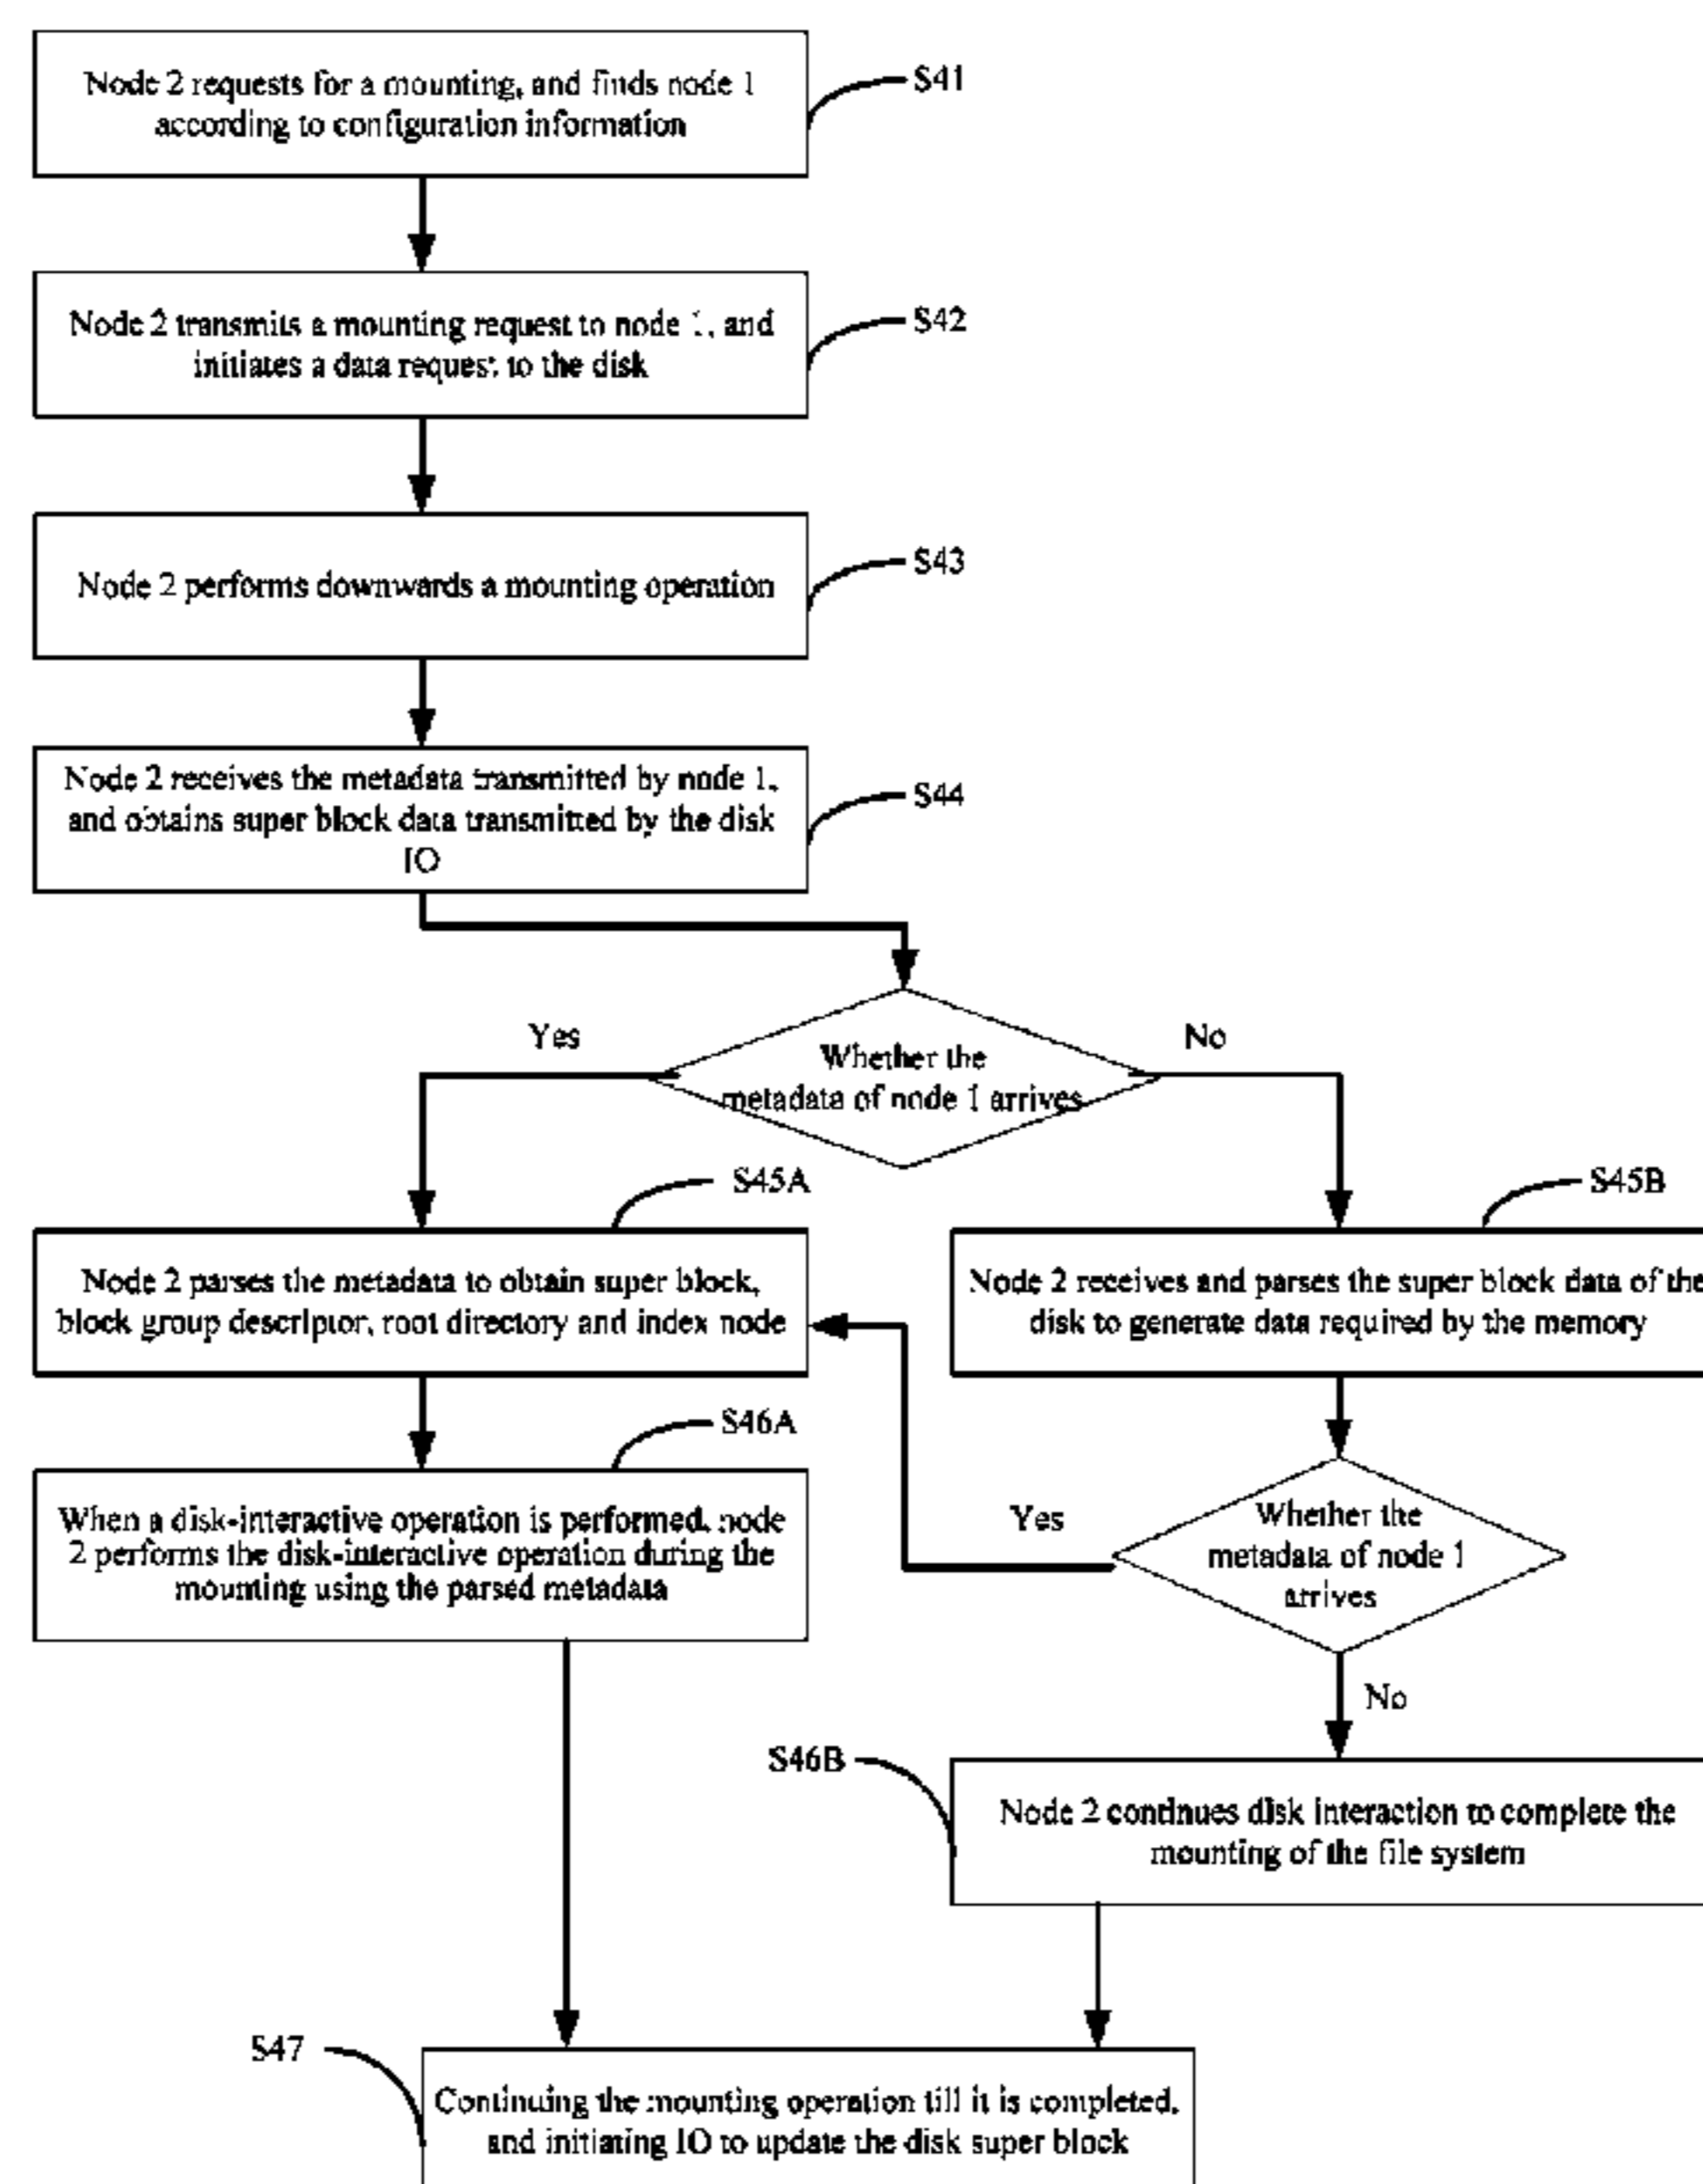 Node 2 requests for a mounting, and finds node 1
according to configuration information
S41
Node 2 transmits a mounting request to node 1, and
initiates a data request to the disk
S42
Node 2 performs downwards a mounting operation
S43
Node 2 receives the metadata transmitted by node 1,
and obtains super block data transmitted by the disk
IO
S44
Yes
Whether the
metadata of node 1 arrives
No
S45A
Node 2 parses the metadata to obtain super block,
block group descriptor, root directory and index node
S45B
Node 2 receives and parses the super block data of the
disk to generate data required by the memory
S46A
When a disk-interactive operation is performed, node
2 performs the disk-interactive operation during the
mounting using the parsed metadata
Yes
Whether the
metadata of node 1
arrives
No
S46B
Node 2 continues disk interaction to complete the
mounting of the file system
S47
Continuing the mounting operation till it is completed,
and initiating IO to update the disk super block